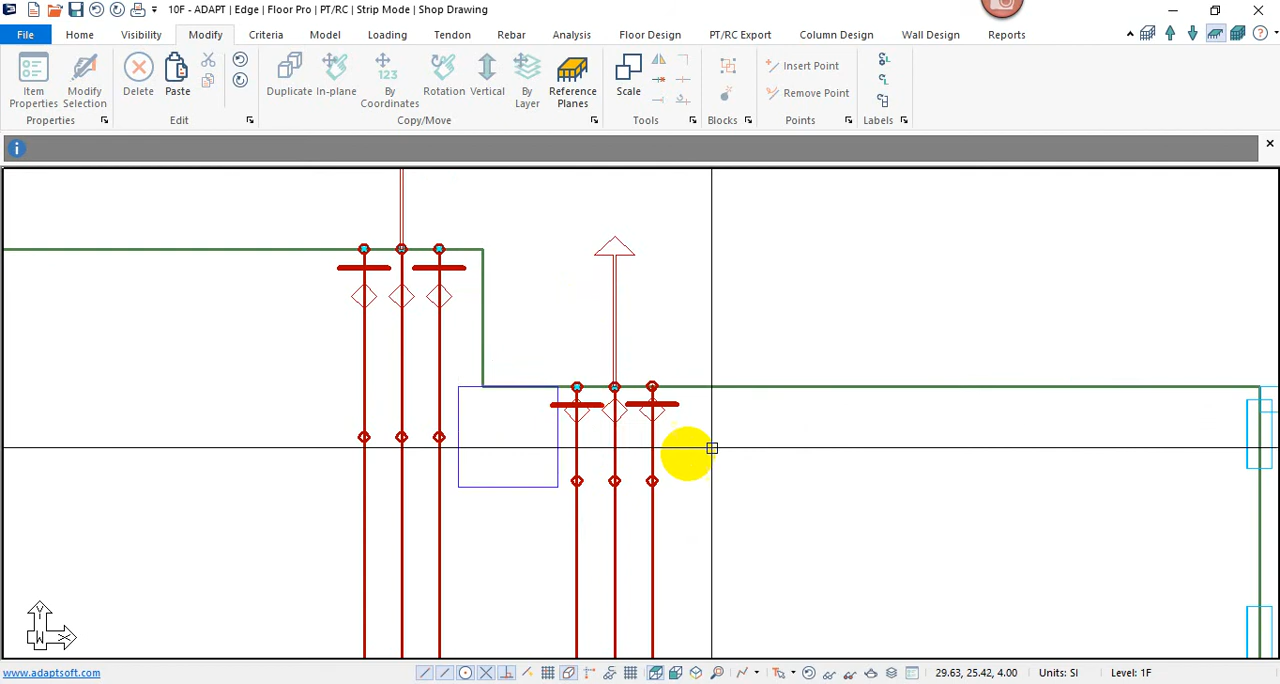 10F - ADAPT | Edge | Floor Pro | PT/RC | Strip Mode | Shop Drawing
File Home Visibility Modify Criteria Model Loading Tendon Rebar Analysis Floor Design PT/RC Export Column Design Wall Design Reports
Item Properties
Modify Selection
Delete
Paste
Duplicate
In-plane
123
By Coordinates
Rotation
Vertical
By Layer
Reference Planes
Scale
Insert Point
Remove Point
Properties Edit Copy/Move Tools Blocks Points Labels
Y
W X
www.adaptsoft.com
29.63, 25.42, 4.00 Units: SI Level: 1F